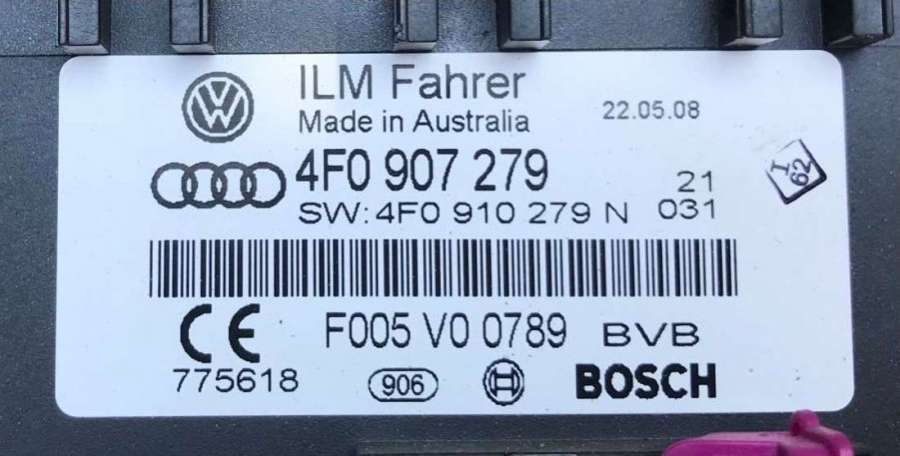 ILM Fahrer
Made in Australia
22.05.08
4F0 907 279
SW: 4F0 910 279 N
21
031
I
62
F005 V0 0789 BVB
CE
775618
906
BOSCH